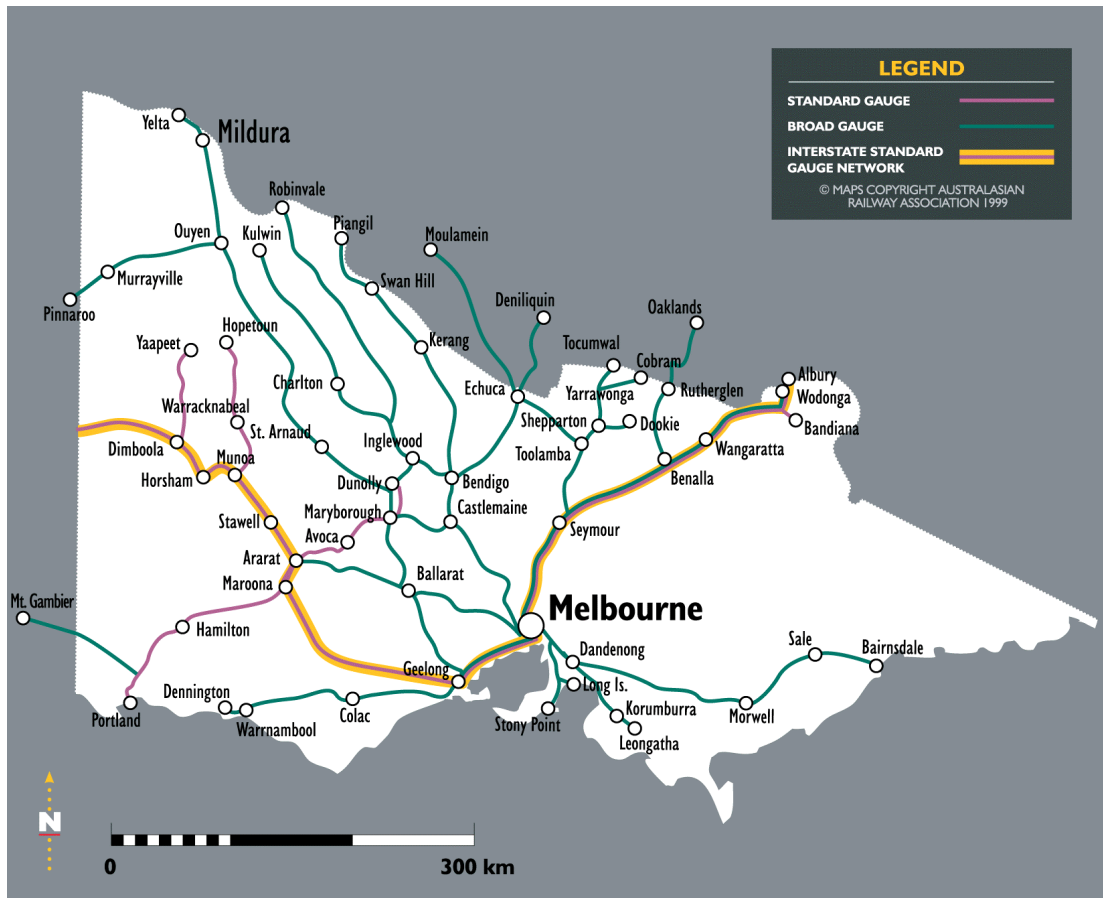 LEGEND
STANDARD GAUGE
BROAD GAUGE
INTERSTATE STANDARD
GAUGE NETWORK
© MAPS COPYRIGHT AUSTRALASIAN
RAILWAY ASSOCIATION 1999
Yelta
Mildura
Robinvale
Ouyen
Kulwin
Piangil
Moulamein
Murrayville
Swan Hill
Pinnaroo
Deniliquin
Oaklands
Hopetoun
Yaapeet
Kerang
Tocumwal
Cobram
Charlton
Echuca
Yarrawonga
Rutherglen
Albury
Wodonga
Warracknabeal
St. Arnaud
Shepparton
Dookie
Bandiana
Dimboola
Inglewood
Toolamba
Wangaratta
Munoa
Horsham
Dunolly
Bendigo
Benalla
Stawell
Maryborough
Castlemaine
Avoca
Seymour
Ararat
Maroona
Ballarat
Mt. Gambier
Melbourne
Hamilton
Dandenong
Sale
Bairnsdale
Geelong
Long Is.
Dennington
Portland
Warrnambool
Colac
Stony Point
Korumburra
Morwell
Leongatha
N
0
300 km